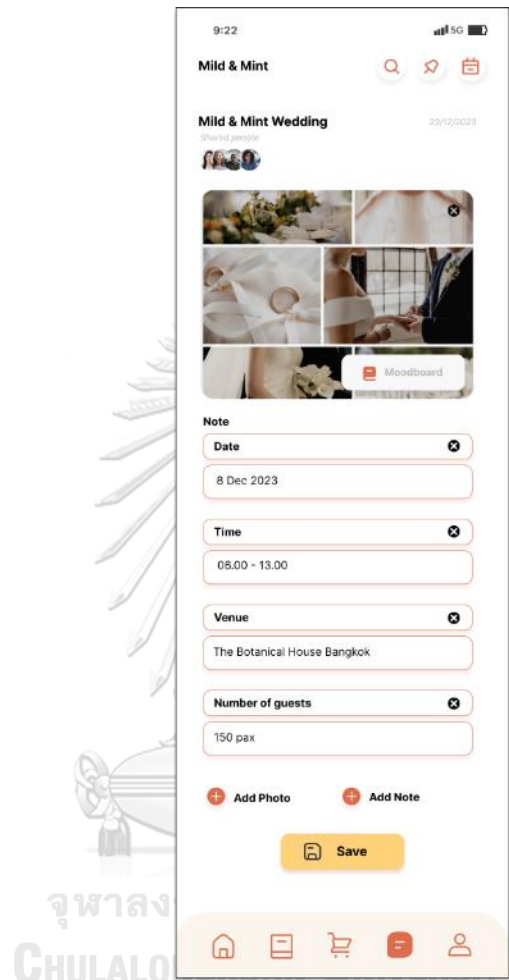 9:22
5G
Mild & Mint
Mild & Mint Wedding
23/12/2023
Shared people
Moodboard
Note
Date
8 Dec 2023
Time
06.00 - 13.00
Venue
The Botanical House Bangkok
Number of guests
150 pax
Add Photo
Add Note
Save
จุฬาลง
CHULALO